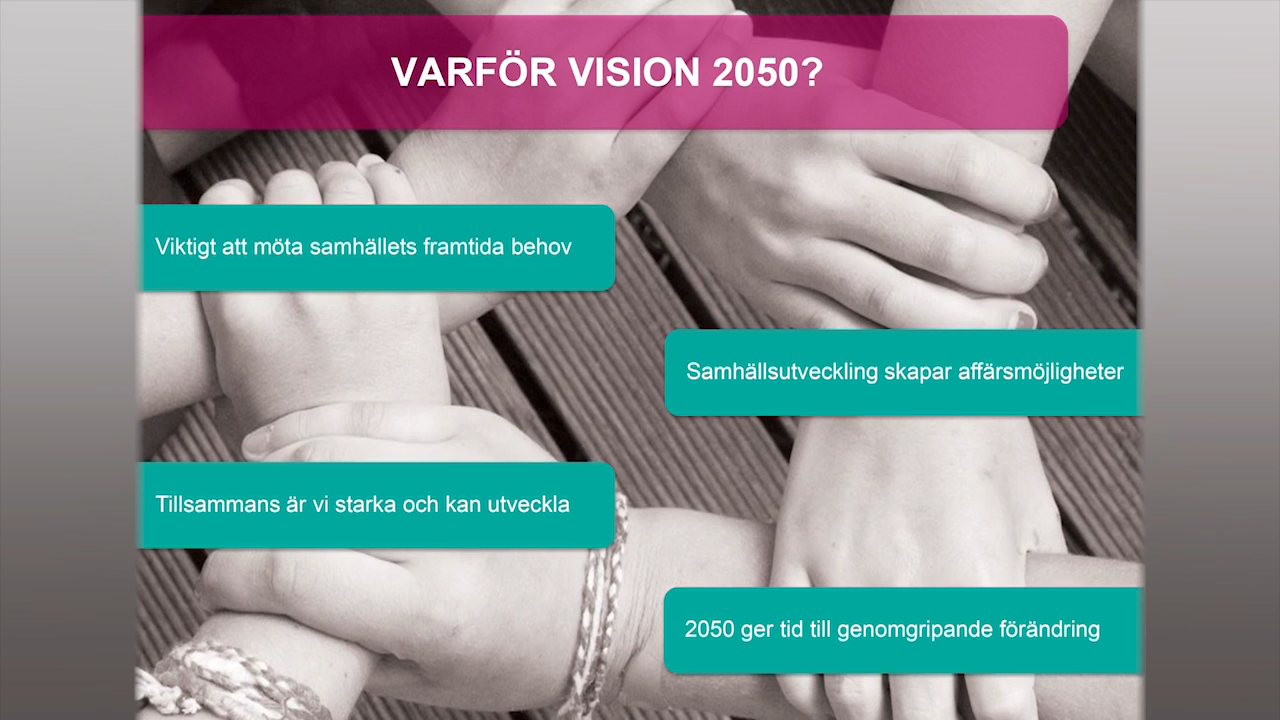 VARFÖR VISION 2050?
Viktigt att möta samhällets framtida behov
Samhällsutveckling skapar affärsmöjligheter
Tillsammans är vi starka och kan utveckla
2050 ger tid till genomgripande förändring